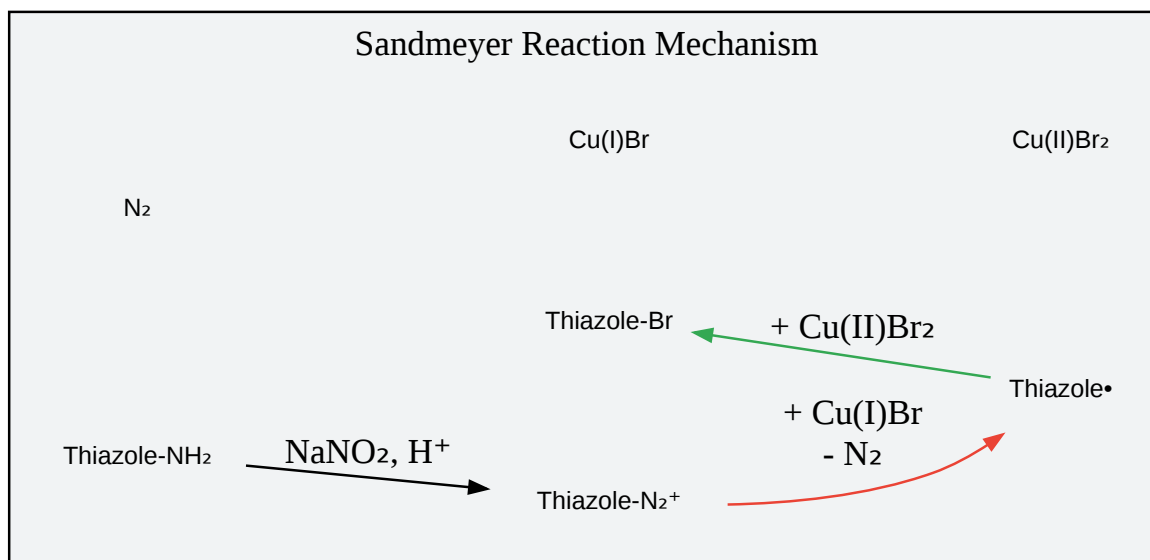 Sandmeyer Reaction Mechanism
Cu(I)Br
Cu(II)Br₂
N₂
Thiazole-Br
+ Cu(II)Br₂
Thiazole•
+ Cu(I)Br
- N₂
Thiazole-NH₂
NaNO₂, H⁺
Thiazole-N₂⁺